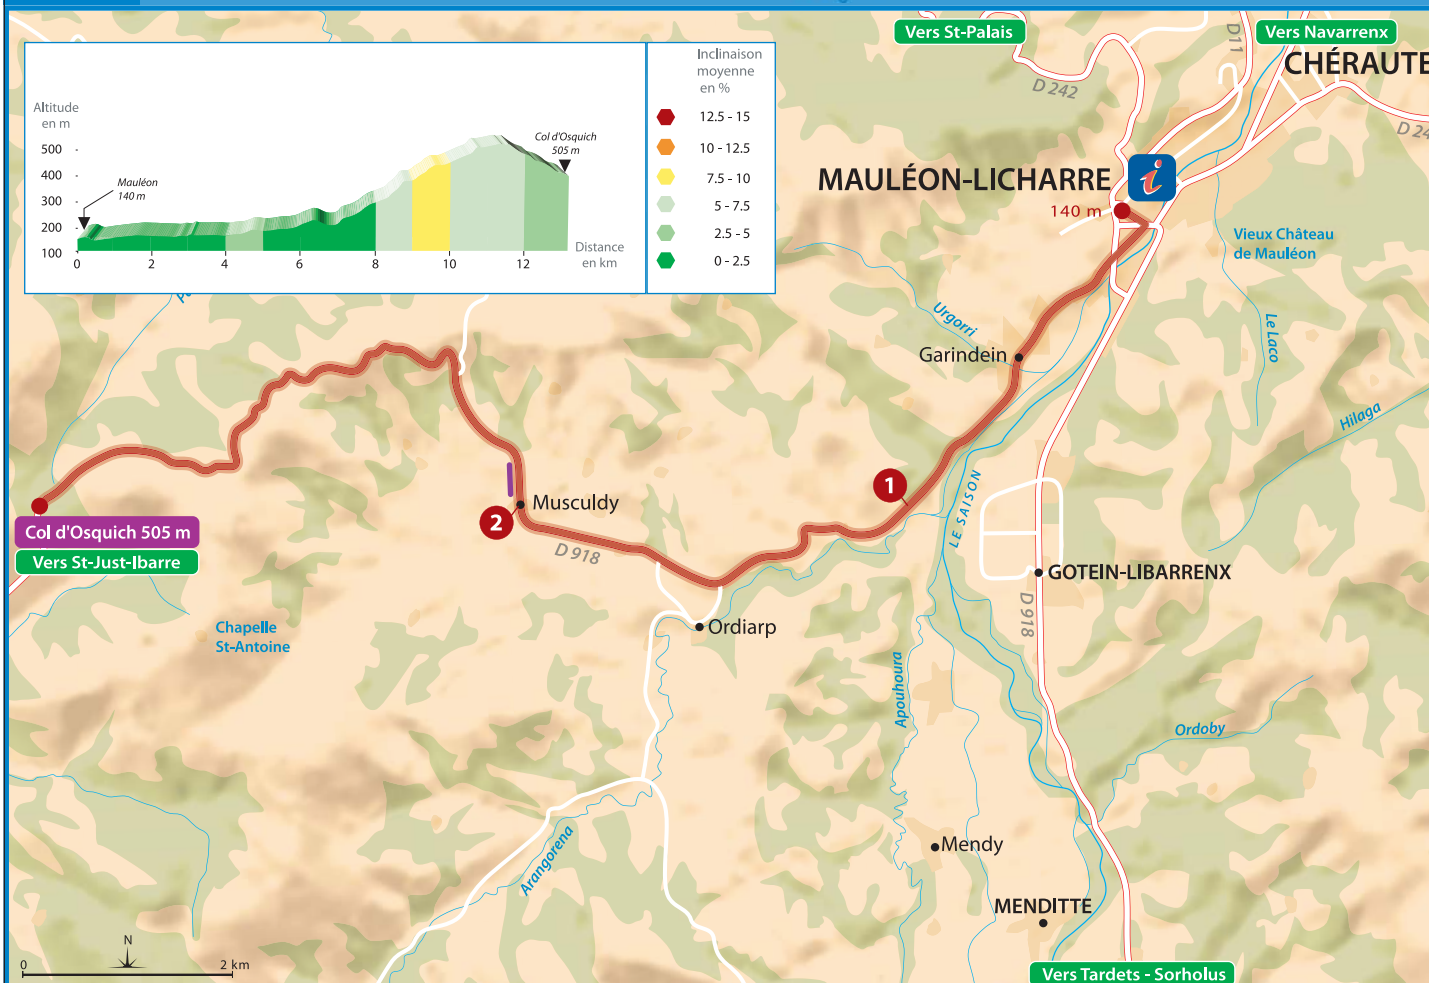 Vers St-Palais
Vers Navarrenx
D11
CHÉRAUTE
D 242
D 24
Inclinaison
moyenne
en %
12.5 - 15
10 - 12.5
7.5 - 10
5 - 7.5
2.5 - 5
0 - 2.5
Altitude
en m
500
400
300
200
100
Mauléon
140 m
Col d'Osquich
505 m
0
2
4
6
8
10
12
Distance
en km
MAULÉON-LICHARRE
i
140 m
Vieux Château
de Mauléon
Urgorri
Le Laco
Garindein
Hilaga
1
LE SAISON
Musculdy
2
D 918
Col d'Osquich 505 m
Vers St-Just-Ibarre
GOTEIN-LIBARRENX
D 918
Chapelle
St-Antoine
Ordiarp
Apouhoura
Ordoby
Arangorena
Mendy
MENDITTE
N
0
2 km
Vers Tardets - Sorholus